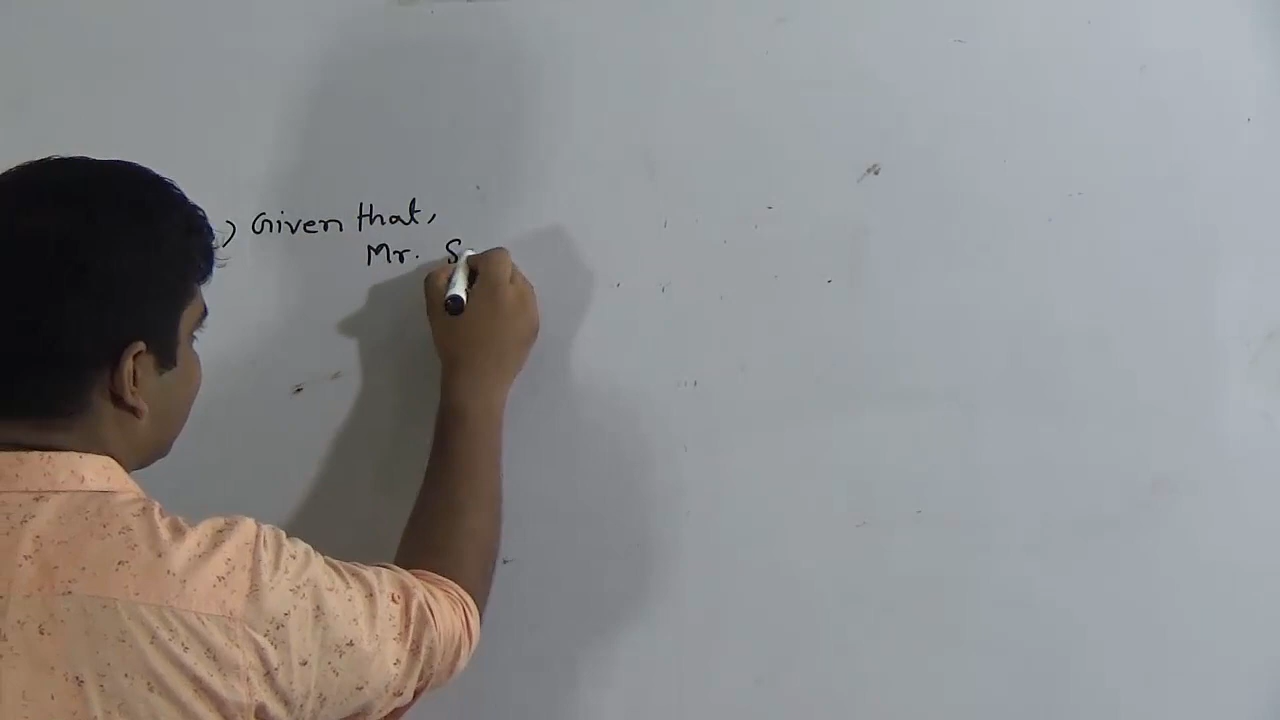 ) Given that,
Mr. S